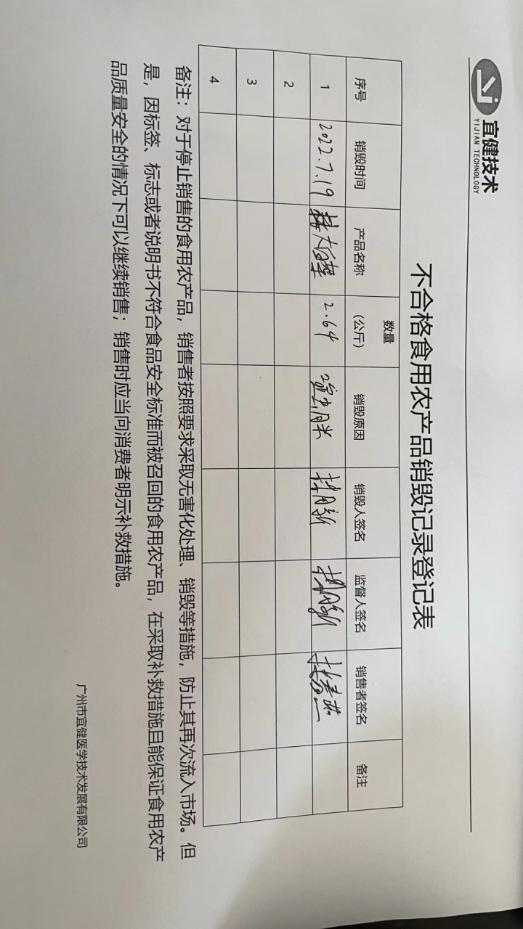 宜健技术
YIJIAN TECHNOLOGY
不合格食用农产品销毁记录登记表
序号 销毁时间 产品名称 数量（公斤） 销毁原因 销毁人签名 监督人签名 销售者签名 备注
1 2022.7.19 2.64
2
3
4
备注：对于停止销售的食用农产品，销售者按照要求采取无害化处理、销毁等措施，防止其再次流入市场。但
是，因标签、标志或者说明书不符合食品安全标准而被召回的食用农产品，在采取补救措施且能保证食用农产
品质量安全的情况下可以继续销售；销售时应当向消费者明示补救措施。
广州市宜健医学技术发展有限公司